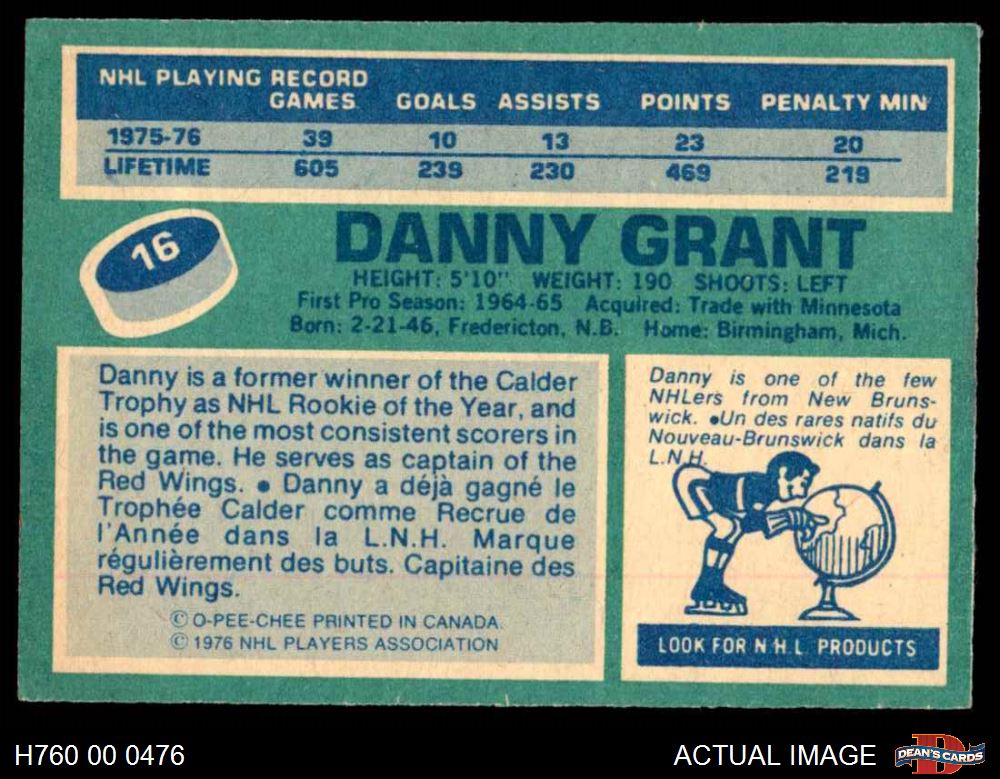 NHL PLAYING RECORD
GAMES GOALS ASSISTS POINTS PENALTY MIN
1975-76 39 10 13 23 20
LIFETIME 605 239 230 469 219
16
DANNY GRANT
HEIGHT: 5'10" WEIGHT: 190 SHOOTS: LEFT
First Pro Season: 1964-65 Acquired: Trade with Minnesota
Born: 2-21-46, Fredericton, N.B. Home: Birmingham, Mich.
Danny is a former winner of the Calder
Trophy as NHL Rookie of the Year, and
is one of the most consistent scorers in
the game. He serves as captain of the
Red Wings. ● Danny a déjà gagné le
Trophée Calder comme Recrue de
l'Année dans la L.N.H. Marque
régulièrement des buts. Capitaine des
Red Wings.
© O-PEE-CHEE PRINTED IN CANADA.
© 1976 NHL PLAYERS ASSOCIATION
Danny is one of the few
NHLers from New Bruns-
wick. ●Un des rares natifs du
Nouveau-Brunswick dans la
L.N.H.
LOOK FOR N H L PRODUCTS
H760 00 0476
ACTUAL IMAGE
DEAN'S CARDS